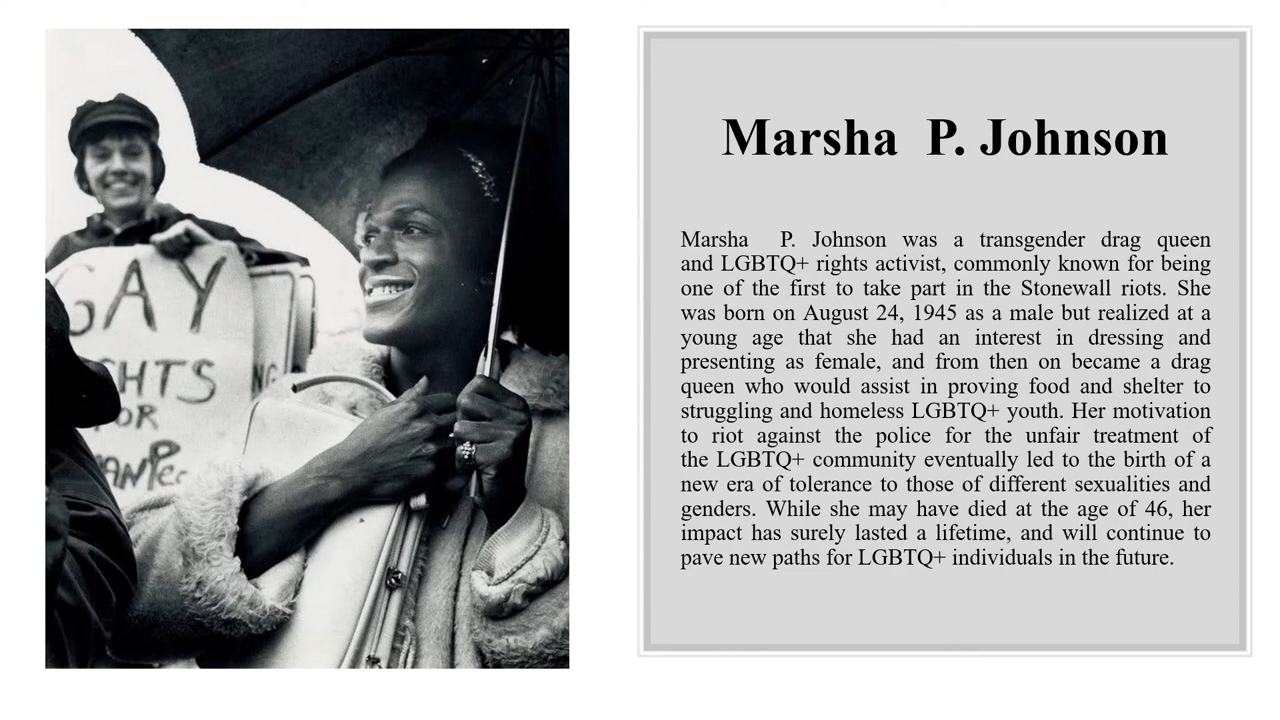 GAY
HTS
NG
OR
Marsha  P. Johnson
Marsha  P. Johnson was a transgender drag queen
and LGBTQ+ rights activist, commonly known for being
one of the first to take part in the Stonewall riots. She
was born on August 24, 1945 as a male but realized at a
young age that she had an interest in dressing and
presenting as female, and from then on became a drag
queen who would assist in proving food and shelter to
struggling and homeless LGBTQ+ youth. Her motivation
to riot against the police for the unfair treatment of
the LGBTQ+ community eventually led to the birth of a
new era of tolerance to those of different sexualities and
genders. While she may have died at the age of 46, her
impact has surely lasted a lifetime, and will continue to
pave new paths for LGBTQ+ individuals in the future.